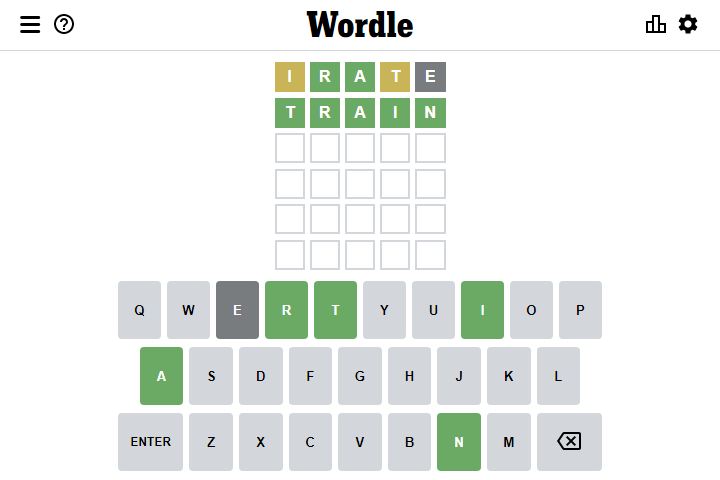 Wordle
I R A T E
T R A I N
Q W E R T Y U I O P
A S D F G H J K L
ENTER Z X C V B N M